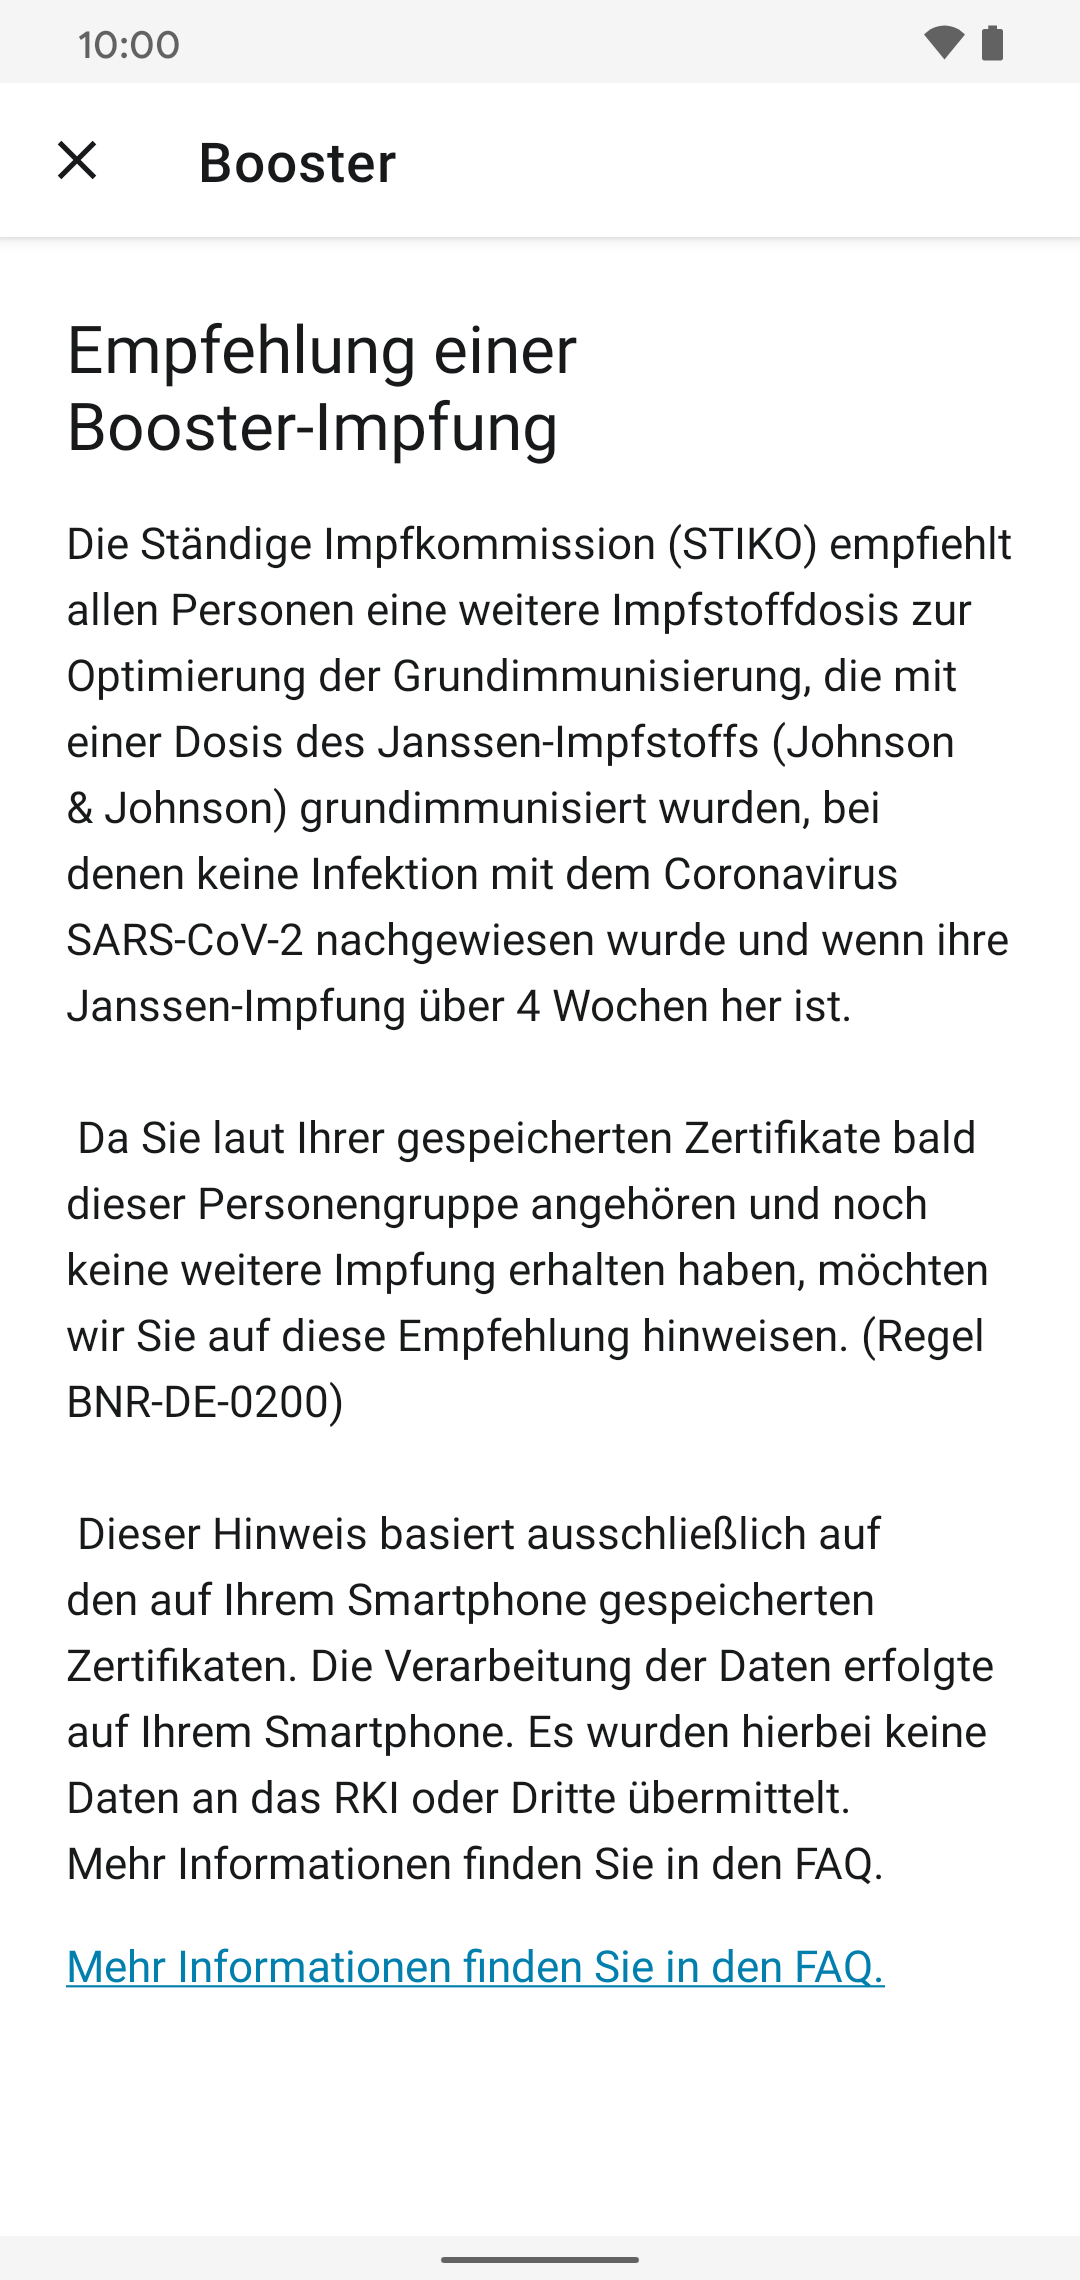 10:00
Booster
Empfehlung einer
Booster-Impfung
Die Ständige Impfkommission (STIKO) empfiehlt
allen Personen eine weitere Impfstoffdosis zur
Optimierung der Grundimmunisierung, die mit
einer Dosis des Janssen-Impfstoffs (Johnson
& Johnson) grundimmunisiert wurden, bei
denen keine Infektion mit dem Coronavirus
SARS-CoV-2 nachgewiesen wurde und wenn ihre
Janssen-Impfung über 4 Wochen her ist.
Da Sie laut Ihrer gespeicherten Zertifikate bald
dieser Personengruppe angehören und noch
keine weitere Impfung erhalten haben, möchten
wir Sie auf diese Empfehlung hinweisen. (Regel
BNR-DE-0200)
Dieser Hinweis basiert ausschließlich auf
den auf Ihrem Smartphone gespeicherten
Zertifikaten. Die Verarbeitung der Daten erfolgte
auf Ihrem Smartphone. Es wurden hierbei keine
Daten an das RKI oder Dritte übermittelt.
Mehr Informationen finden Sie in den FAQ.
Mehr Informationen finden Sie in den FAQ.